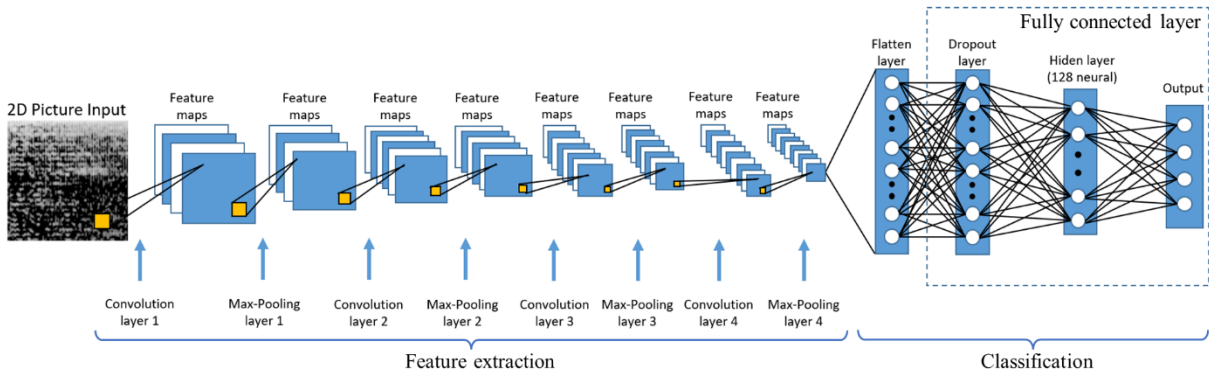 Fully connected layer
Flatten
layer
Dropout
layer
Hiden layer
(128 neural)
Output
2D Picture Input
Feature
maps
Feature
maps
Feature
maps
Feature
maps
Feature
maps
Feature
maps
Feature
maps
Feature
maps
Convolution
layer 1
Max-Pooling
layer 1
Convolution
layer 2
Max-Pooling
layer 2
Convolution
layer 3
Max-Pooling
layer 3
Convolution
layer 4
Max-Pooling
layer 4
Feature extraction
Classification